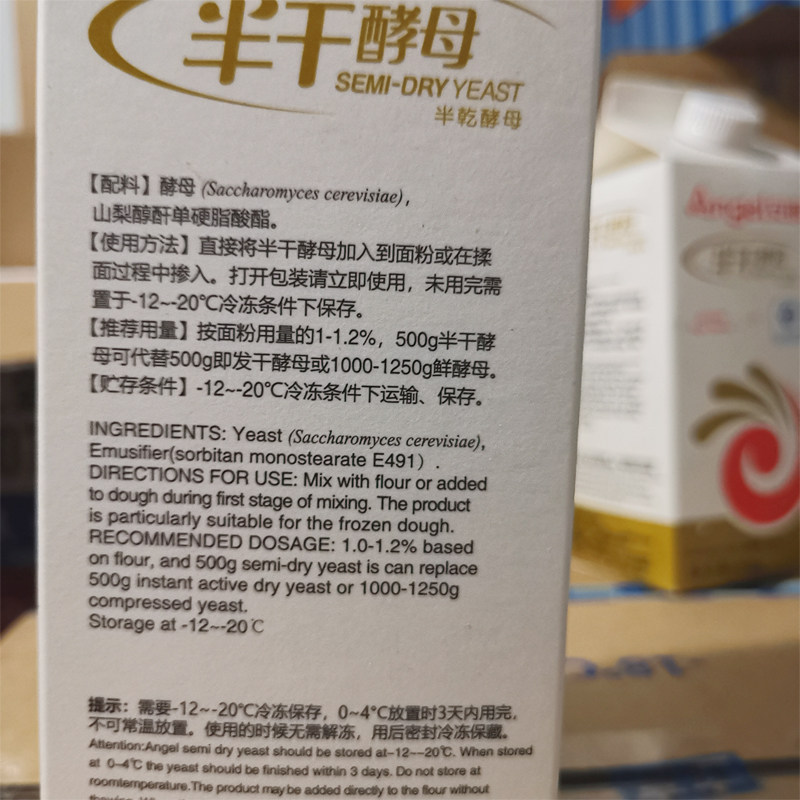 半干酵母
SEMI-DRY YEAST
半乾酵母
【配料】酵母 (Saccharomyces cerevisiae),
山梨醇酐单硬脂酸酯。
【使用方法】直接将半干酵母加入到面粉或在揉
面过程中掺入。打开包装请立即使用，未用完需
置于-12~-20℃冷冻条件下保存。
【推荐用量】按面粉用量的1-1.2%，500g半干酵
母可代替500g即发干酵母或1000-1250g鲜酵母。
【贮存条件】-12~-20℃冷冻条件下运输、保存。
INGREDIENTS: Yeast (Saccharomyces cerevisiae),
Emusifier(sorbitan monostearate E491）.
DIRECTIONS FOR USE: Mix with flour or added
to dough during first stage of mixing. The product
is particularly suitable for the frozen dough.
RECOMMENDED DOSAGE: 1.0-1.2% based
on flour, and 500g semi-dry yeast is can replace
500g instant active dry yeast or 1000-1250g
compressed yeast.
Storage at -12~-20℃
提示：需要-12~-20℃冷冻保存，0~4°C放置时3天内用完，
不可常温放置。使用的时候无需解冻，用后密封冷冻保藏。
Attention:Angel semi dry yeast should be stored at-12~-20℃. When stored
at 0-4℃ the yeast should be finished within 3 days. Do not store at
roomtemperature.The product may be added directly to the flour without
Angel
半干酵母